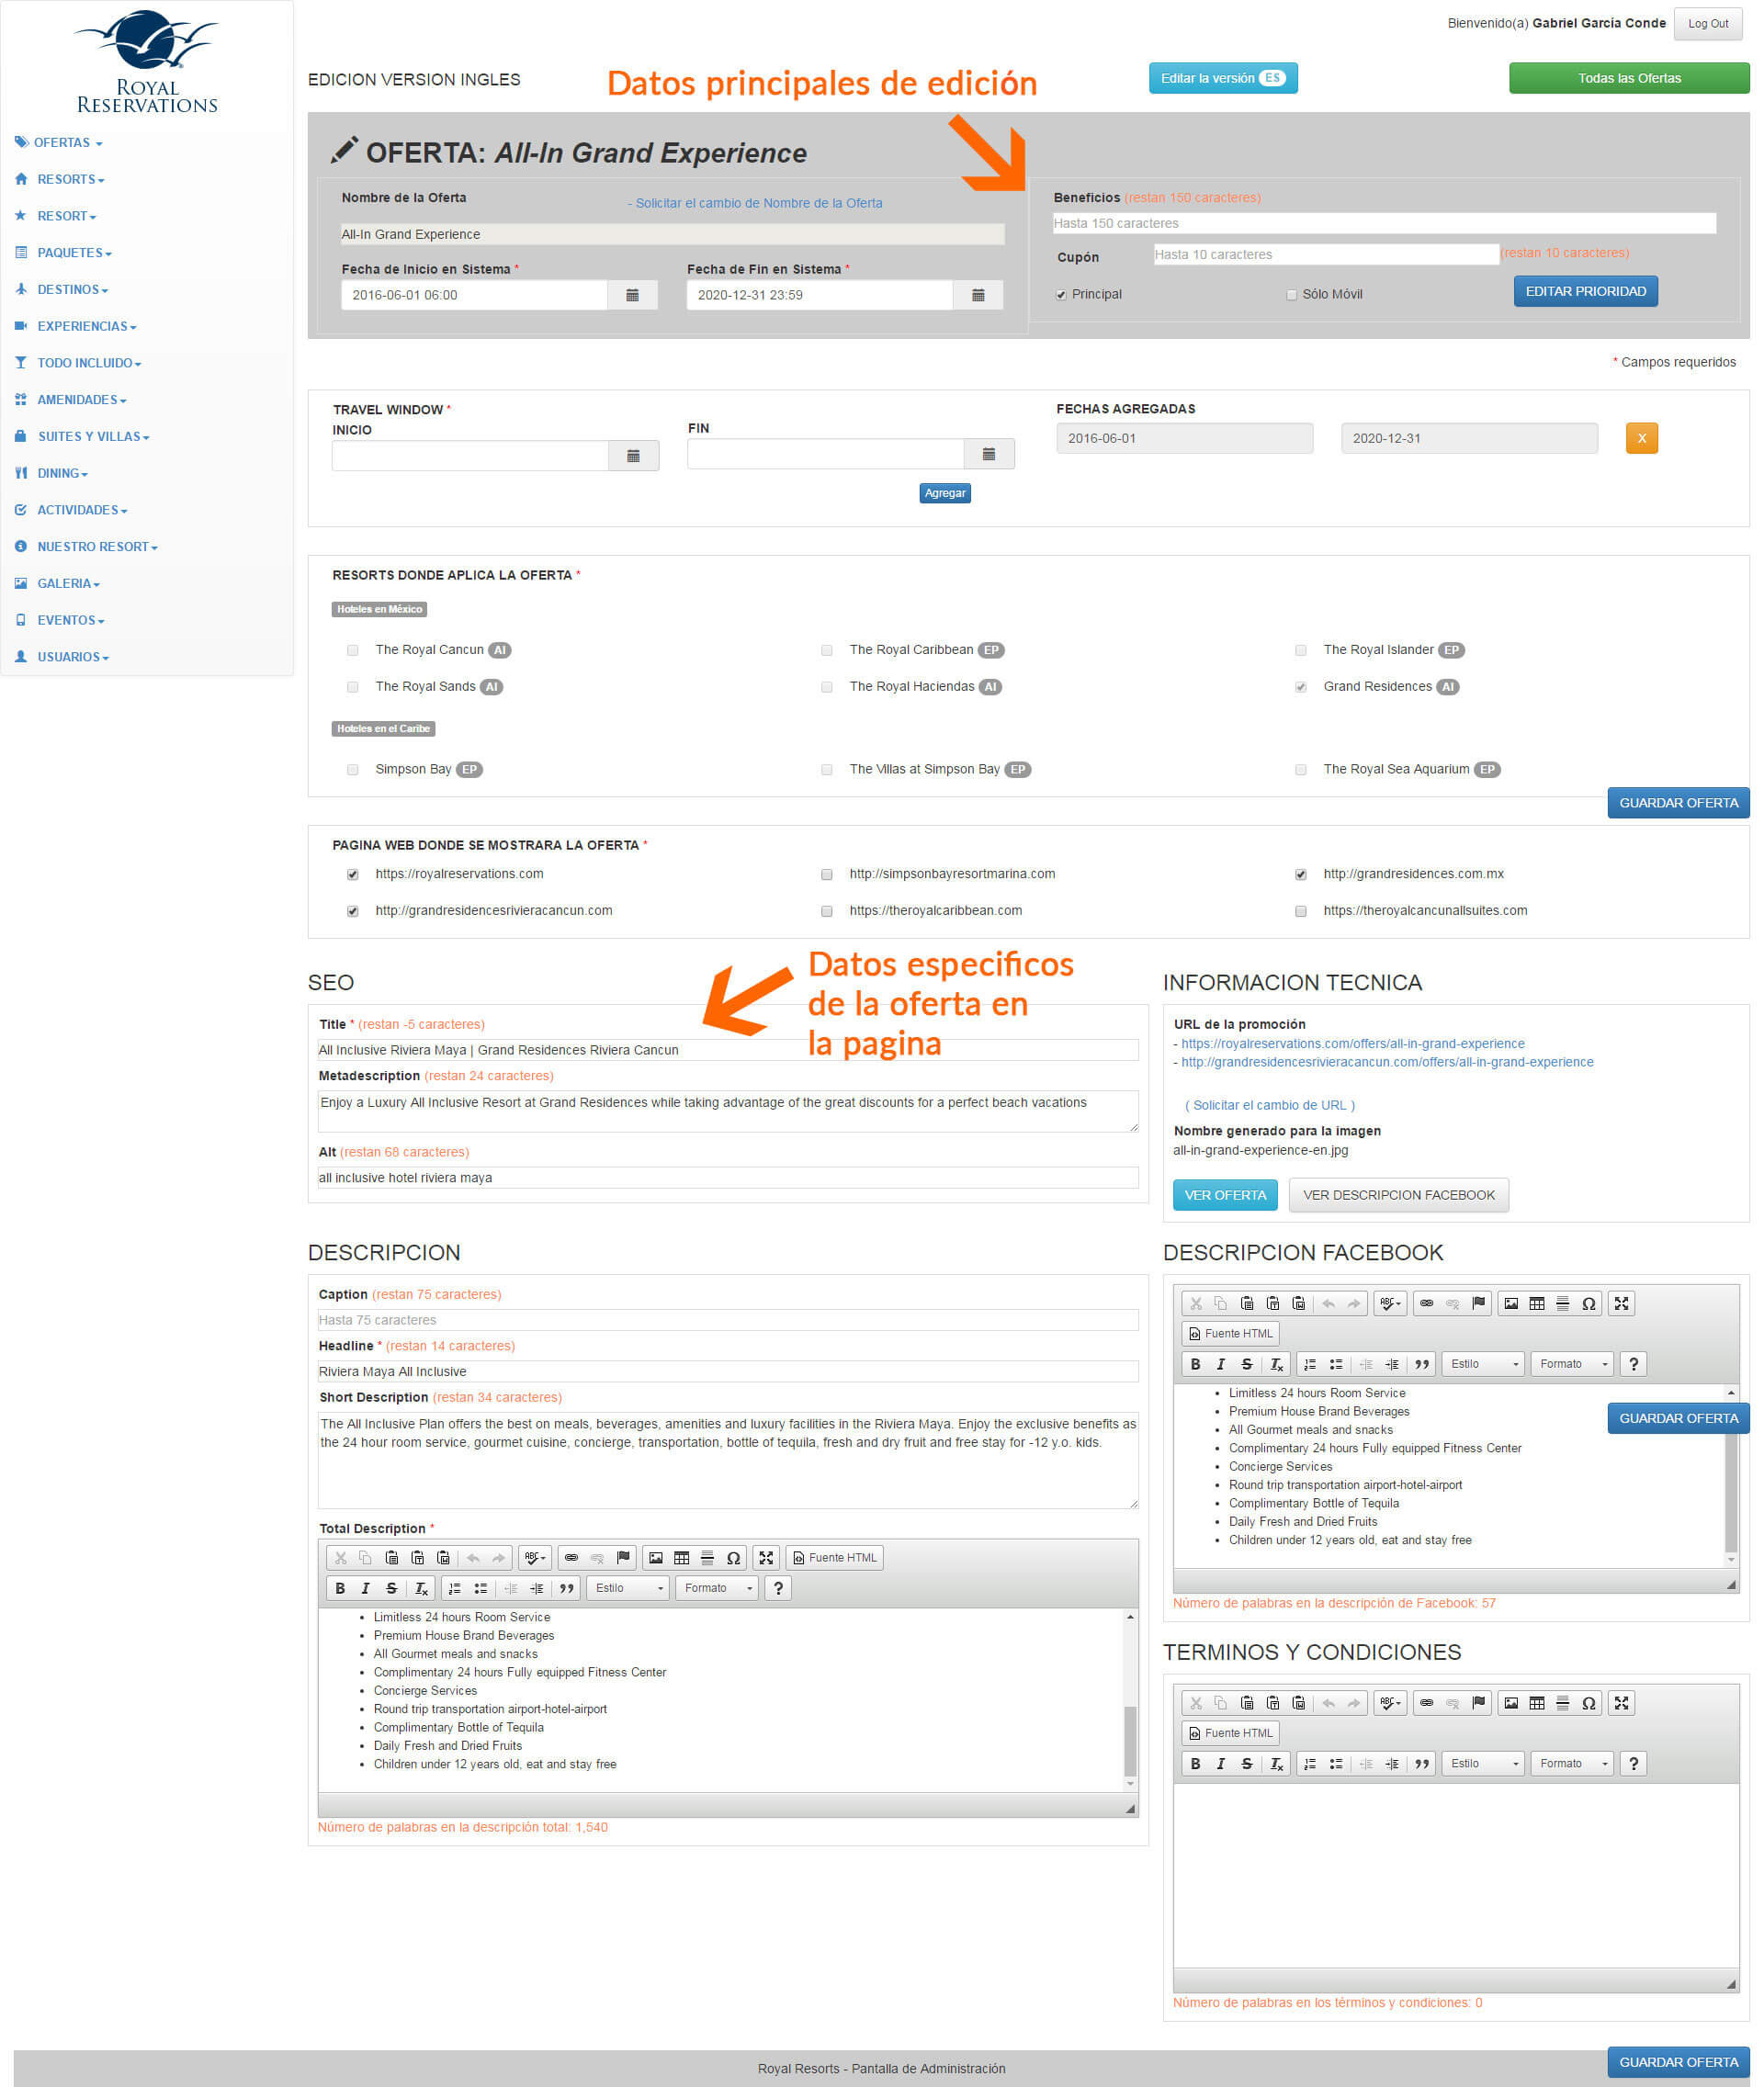 ROYAL
RESERVATIONS
OFERTAS
RESORTS
RESORT
PAQUETES
DESTINOS
EXPERIENCIAS
TODO INCLUIDO
AMENIDADES
SUITES Y VILLAS
DINING
ACTIVIDADES
NUESTRO RESORT
GALERIA
EVENTOS
USUARIOS
Bienvenido(a) Gabriel García Conde Log Out
EDICION VERSION INGLES
Datos principales de edición
Editar la versión ES
Todas las Ofertas
OFERTA: All-In Grand Experience
Nombre de la Oferta - Solicitar el cambio de Nombre de la Oferta
All-In Grand Experience
Fecha de Inicio en Sistema * Fecha de Fin en Sistema *
2016-06-01 06:00 2020-12-31 23:59
Beneficios (restan 150 caracteres)
Hasta 150 caracteres
Cupón Hasta 10 caracteres (restan 10 caracteres)
Principal Sólo Móvil EDITAR PRIORIDAD
* Campos requeridos
TRAVEL WINDOW *
INICIO FIN
Agregar
FECHAS AGREGADAS
2016-06-01 2020-12-31 X
RESORTS DONDE APLICA LA OFERTA *
Hoteles en México
The Royal Cancun AI The Royal Caribbean EP The Royal Islander EP
The Royal Sands AI The Royal Haciendas AI Grand Residences AI
Hoteles en el Caribe
Simpson Bay EP The Villas at Simpson Bay EP The Royal Sea Aquarium EP
GUARDAR OFERTA
PAGINA WEB DONDE SE MOSTRARA LA OFERTA *
https://royalreservations.com http://simpsonbayresortmarina.com http://grandresidences.com.mx
http://grandresidencesrivieracancun.com https://theroyalcaribbean.com https://theroyalcancunallsuites.com
Datos especificos
de la oferta en
la pagina
SEO
Title * (restan -5 caracteres)
All Inclusive Riviera Maya | Grand Residences Riviera Cancun
Metadescription (restan 24 caracteres)
Enjoy a Luxury All Inclusive Resort at Grand Residences while taking advantage of the great discounts for a perfect beach vacations
Alt (restan 68 caracteres)
all inclusive hotel riviera maya
INFORMACION TECNICA
URL de la promoción
- https://royalreservations.com/offers/all-in-grand-experience
- http://grandresidencesrivieracancun.com/offers/all-in-grand-experience
( Solicitar el cambio de URL )
Nombre generado para la imagen
all-in-grand-experience-en.jpg
VER OFERTA VER DESCRIPCION FACEBOOK
DESCRIPCION
Caption (restan 75 caracteres)
Hasta 75 caracteres
Headline * (restan 14 caracteres)
Riviera Maya All Inclusive
Short Description (restan 34 caracteres)
The All Inclusive Plan offers the best on meals, beverages, amenities and luxury facilities in the Riviera Maya. Enjoy the exclusive benefits as
the 24 hour room service, gourmet cuisine, concierge, transportation, bottle of tequila, fresh and dry fruit and free stay for -12 y.o. kids.
Total Description *
ABC Ω Fuente HTML
B I S Tx Estilo Formato ?
Limitless 24 hours Room Service
Premium House Brand Beverages
All Gourmet meals and snacks
Complimentary 24 hours Fully equipped Fitness Center
Concierge Services
Round trip transportation airport-hotel-airport
Complimentary Bottle of Tequila
Daily Fresh and Dried Fruits
Children under 12 years old, eat and stay free
Número de palabras en la descripción total: 1,540
DESCRIPCION FACEBOOK
ABC Ω
Fuente HTML
B I S Tx Estilo Formato ?
Limitless 24 hours Room Service
Premium House Brand Beverages
All Gourmet meals and snacks
Complimentary 24 hours Fully equipped Fitness Center
Concierge Services
Round trip transportation airport-hotel-airport
Complimentary Bottle of Tequila
Daily Fresh and Dried Fruits
Children under 12 years old, eat and stay free
GUARDAR OFERTA
Número de palabras en la descripción de Facebook: 57
TERMINOS Y CONDICIONES
ABC Ω
Fuente HTML
B I S Tx Estilo Formato ?
Número de palabras en los términos y condiciones: 0
Royal Resorts - Pantalla de Administración
GUARDAR OFERTA